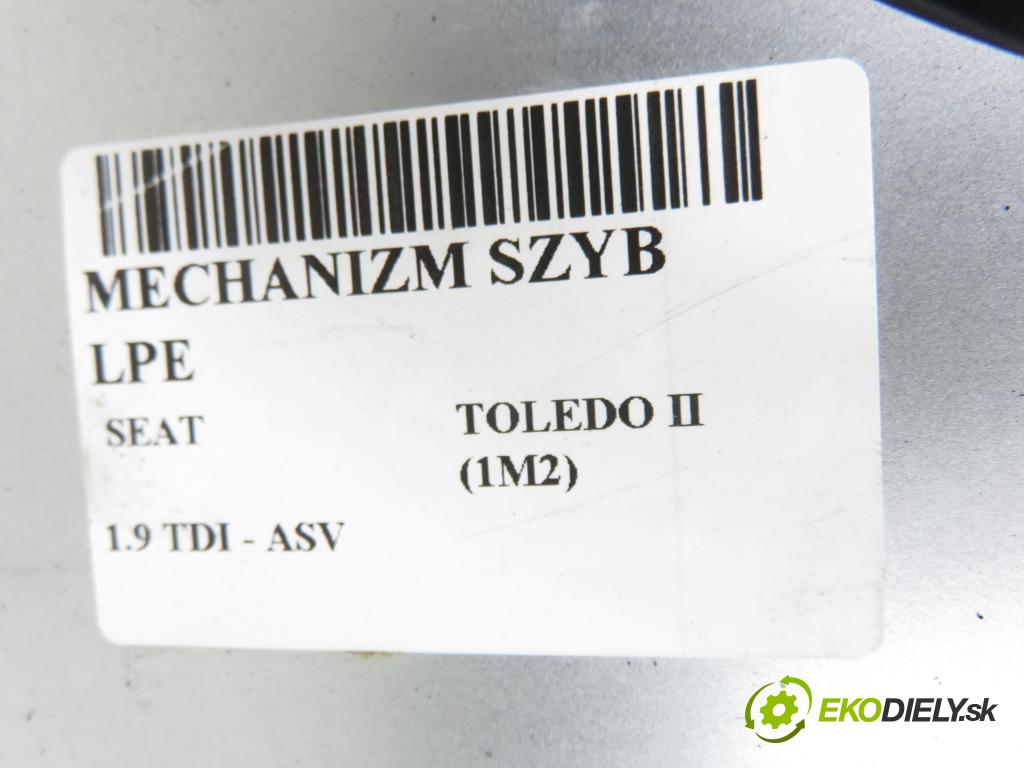 MECHANIZM SZYB
LPE
SEAT
TOLEDO II
(1M2)
1.9 TDI - ASV
EKODIELY.sk